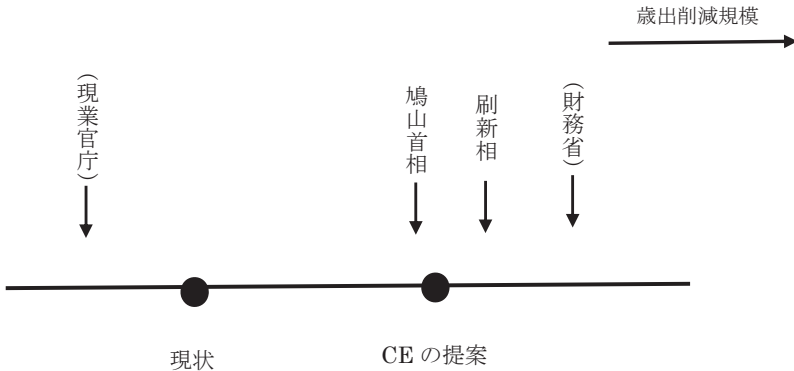 歳出削減規模
（現業官庁）
鳩山首相
刷新相
（財務省）
現状
CE の提案